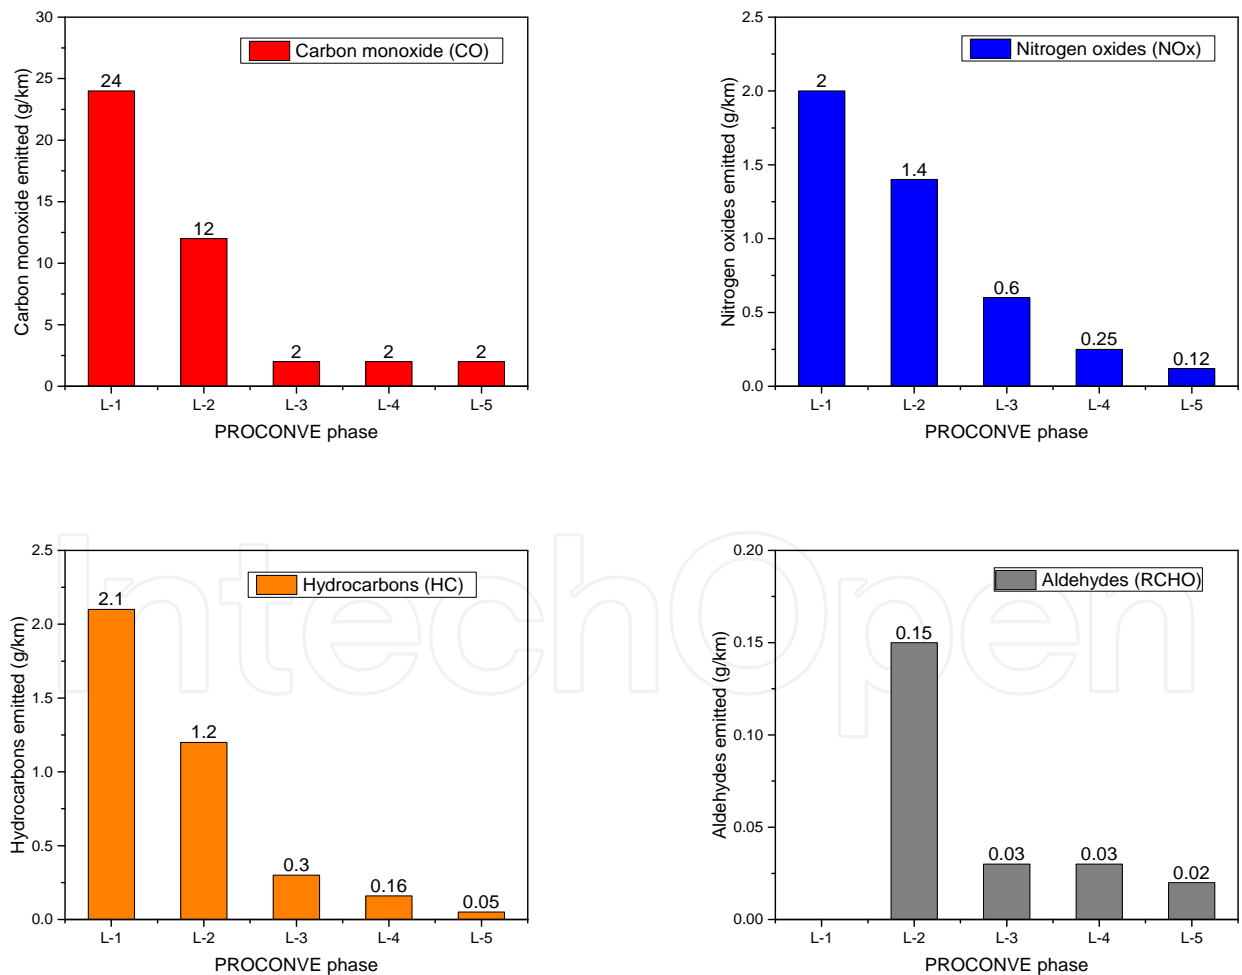 Carbon monoxide (CO)
Carbon monoxide emitted (g/km)
30
25
20
15
10
5
0
24
12
2
2
2
L-1 L-2 L-3 L-4 L-5
PROCONVE phase
Nitrogen oxides (NOx)
Nitrogen oxides emitted (g/km)
2.5
2.0
1.5
1.0
0.5
0.0
2
1.4
0.6
0.25
0.12
L-1 L-2 L-3 L-4 L-5
PROCONVE phase
Hydrocarbons (HC)
Hydrocarbons emitted (g/km)
2.5
2.0
1.5
1.0
0.5
0.0
2.1
1.2
0.3
0.16
0.05
L-1 L-2 L-3 L-4 L-5
PROCONVE phase
Aldehydes (RCHO)
Aldehydes emitted (g/km)
0.20
0.15
0.10
0.05
0.00
0.15
0.03
0.03
0.02
L-1 L-2 L-3 L-4 L-5
PROCONVE phase
IntechOpen